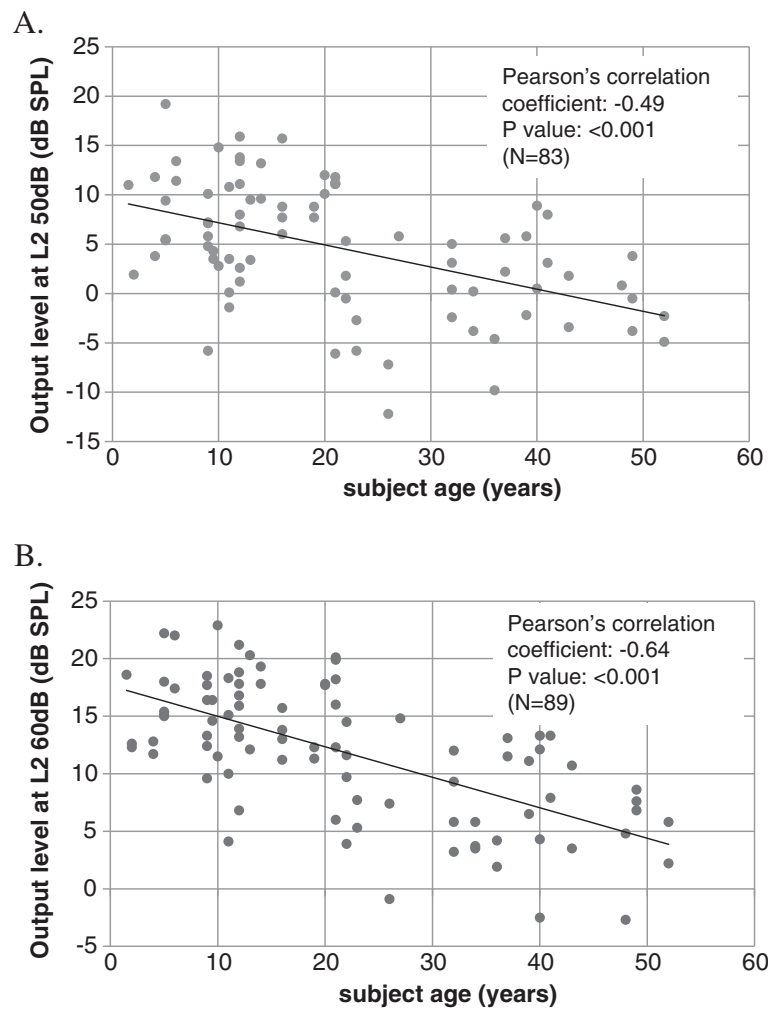 A.
Output level at L2 50dB (dB SPL)
25
20
15
10
5
0
-5
-10
-15
Pearson's correlation
coefficient: -0.49
P value: <0.001
(N=83)
0 10 20 30 40 50 60
subject age (years)
B.
Output level at L2 60dB (dB SPL)
25
20
15
10
5
0
-5
Pearson's correlation
coefficient: -0.64
P value: <0.001
(N=89)
0 10 20 30 40 50 60
subject age (years)